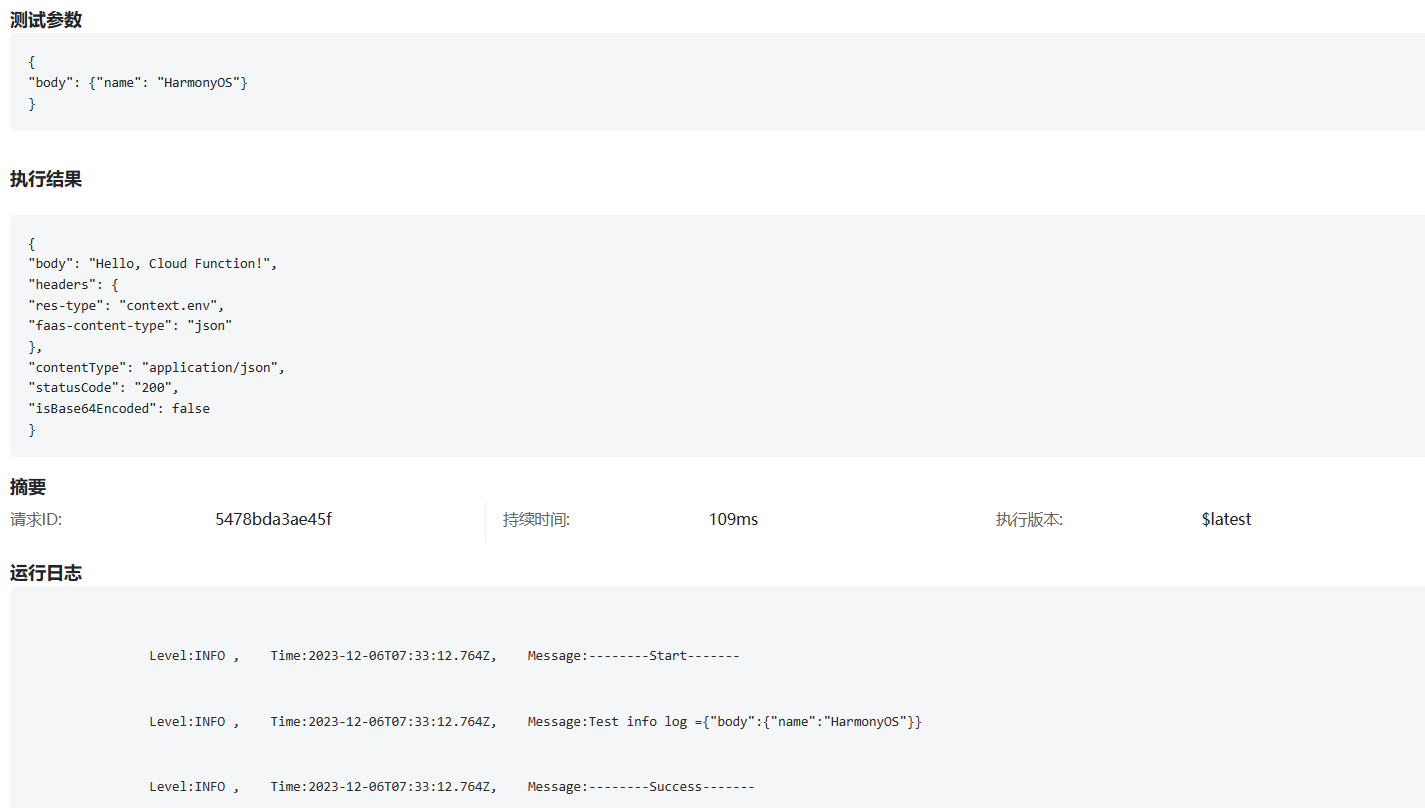 测试参数
{
"body": {"name": "HarmonyOS"}
}
执行结果
{
"body": "Hello, Cloud Function!",
"headers": {
"res-type": "context.env",
"faas-content-type": "json"
},
"contentType": "application/json",
"statusCode": "200",
"isBase64Encoded": false
}
摘要
请求ID: 5478bda3ae45f 持续时间: 109ms 执行版本: $latest
运行日志
Level:INFO , Time:2023-12-06T07:33:12.764Z, Message:--------Start-------
Level:INFO , Time:2023-12-06T07:33:12.764Z, Message:Test info log ={"body":{"name":"HarmonyOS"}}
Level:INFO , Time:2023-12-06T07:33:12.764Z, Message:--------Success-------